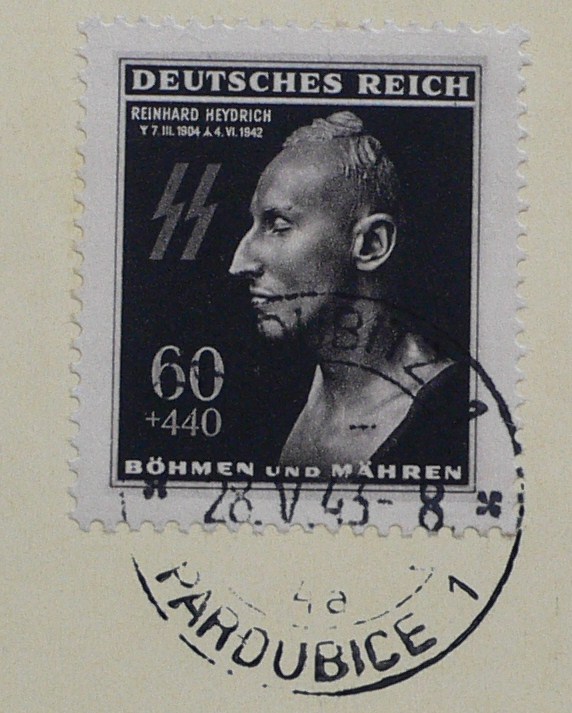 DEUTSCHES REICH
REINHARD HEYDRICH
7. III. 1904 4. VI. 1942
60
+440
BÖHMEN UND MÄHREN
28.V.43-8
4a
PARDUBICE 1